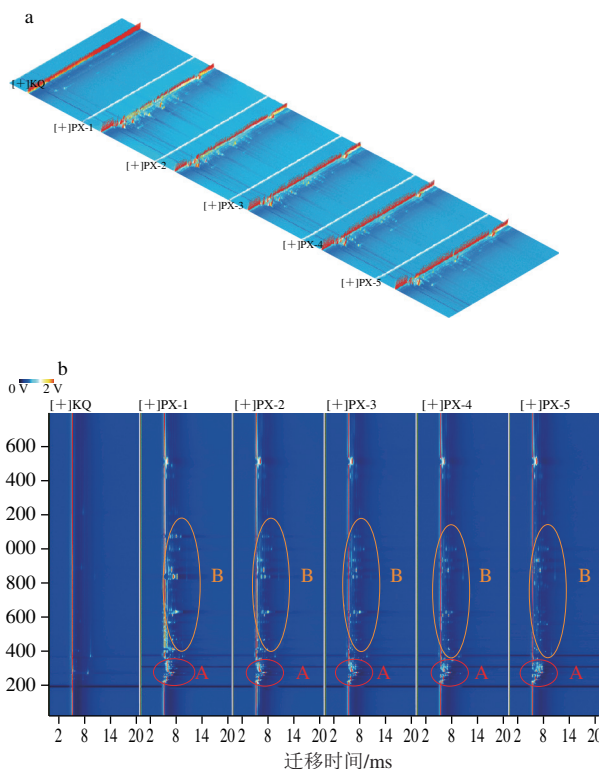 a
[+]KQ
[+]PX-1
[+]PX-2
[+]PX-3
[+]PX-4
[+]PX-5
b
0 V 2 V
[+]KQ [+]PX-1 [+]PX-2 [+]PX-3 [+]PX-4 [+]PX-5
600
400
200
000
800
600
400
200
B B B B B
A A A A A
2 8 14 20 2 8 14 20 2 8 14 20 2 8 14 20 2 8 14 20 2 8 14 20
迁移时间/ms